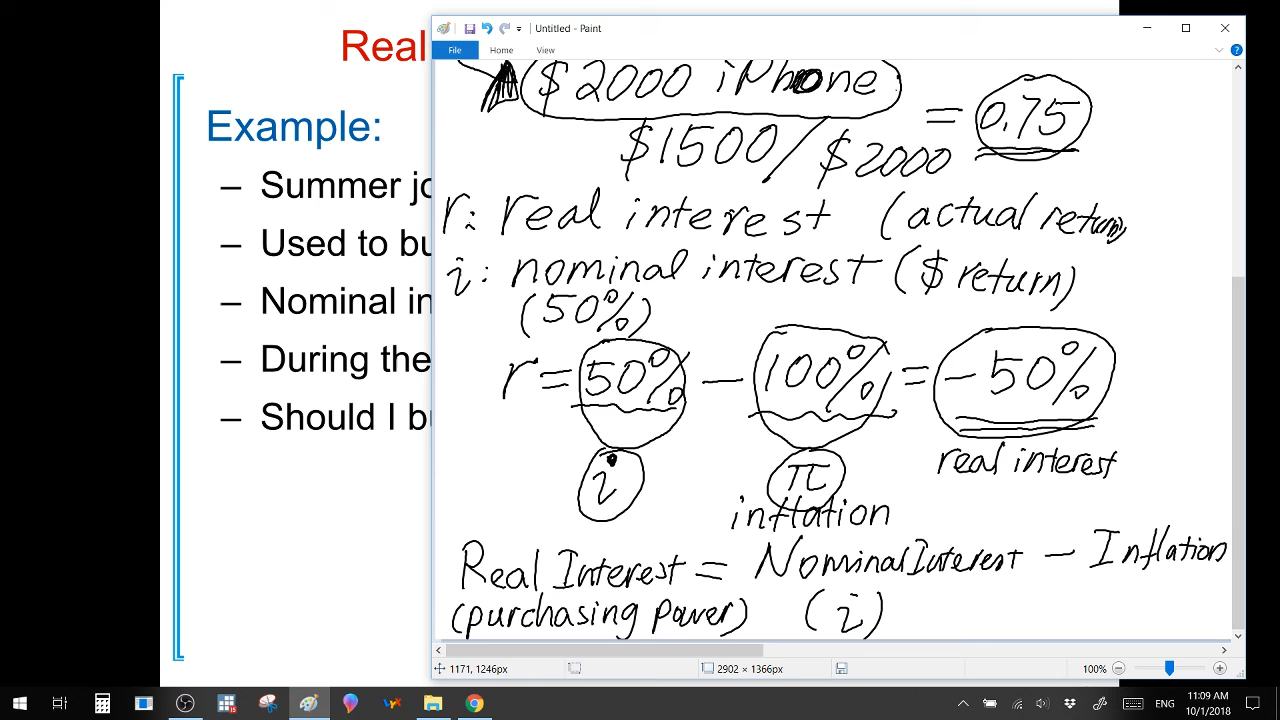 Real
Example:
– Summer jo
– Used to bu
– Nominal in
– During the
– Should I bu
Untitled - Paint
File Home View
$2000 iPhone
$1500/$2000 = 0.75
r: real interest (actual return)
i: nominal interest ($ return)
(50%)
r = 50% – 100% = – 50%
i π real interest
inflation
Real Interest = Nominal Interest – Inflation
(purchasing power) (i)
1171, 1246px 2902 × 1366px 100%
ENG 11:09 AM
10/1/2018